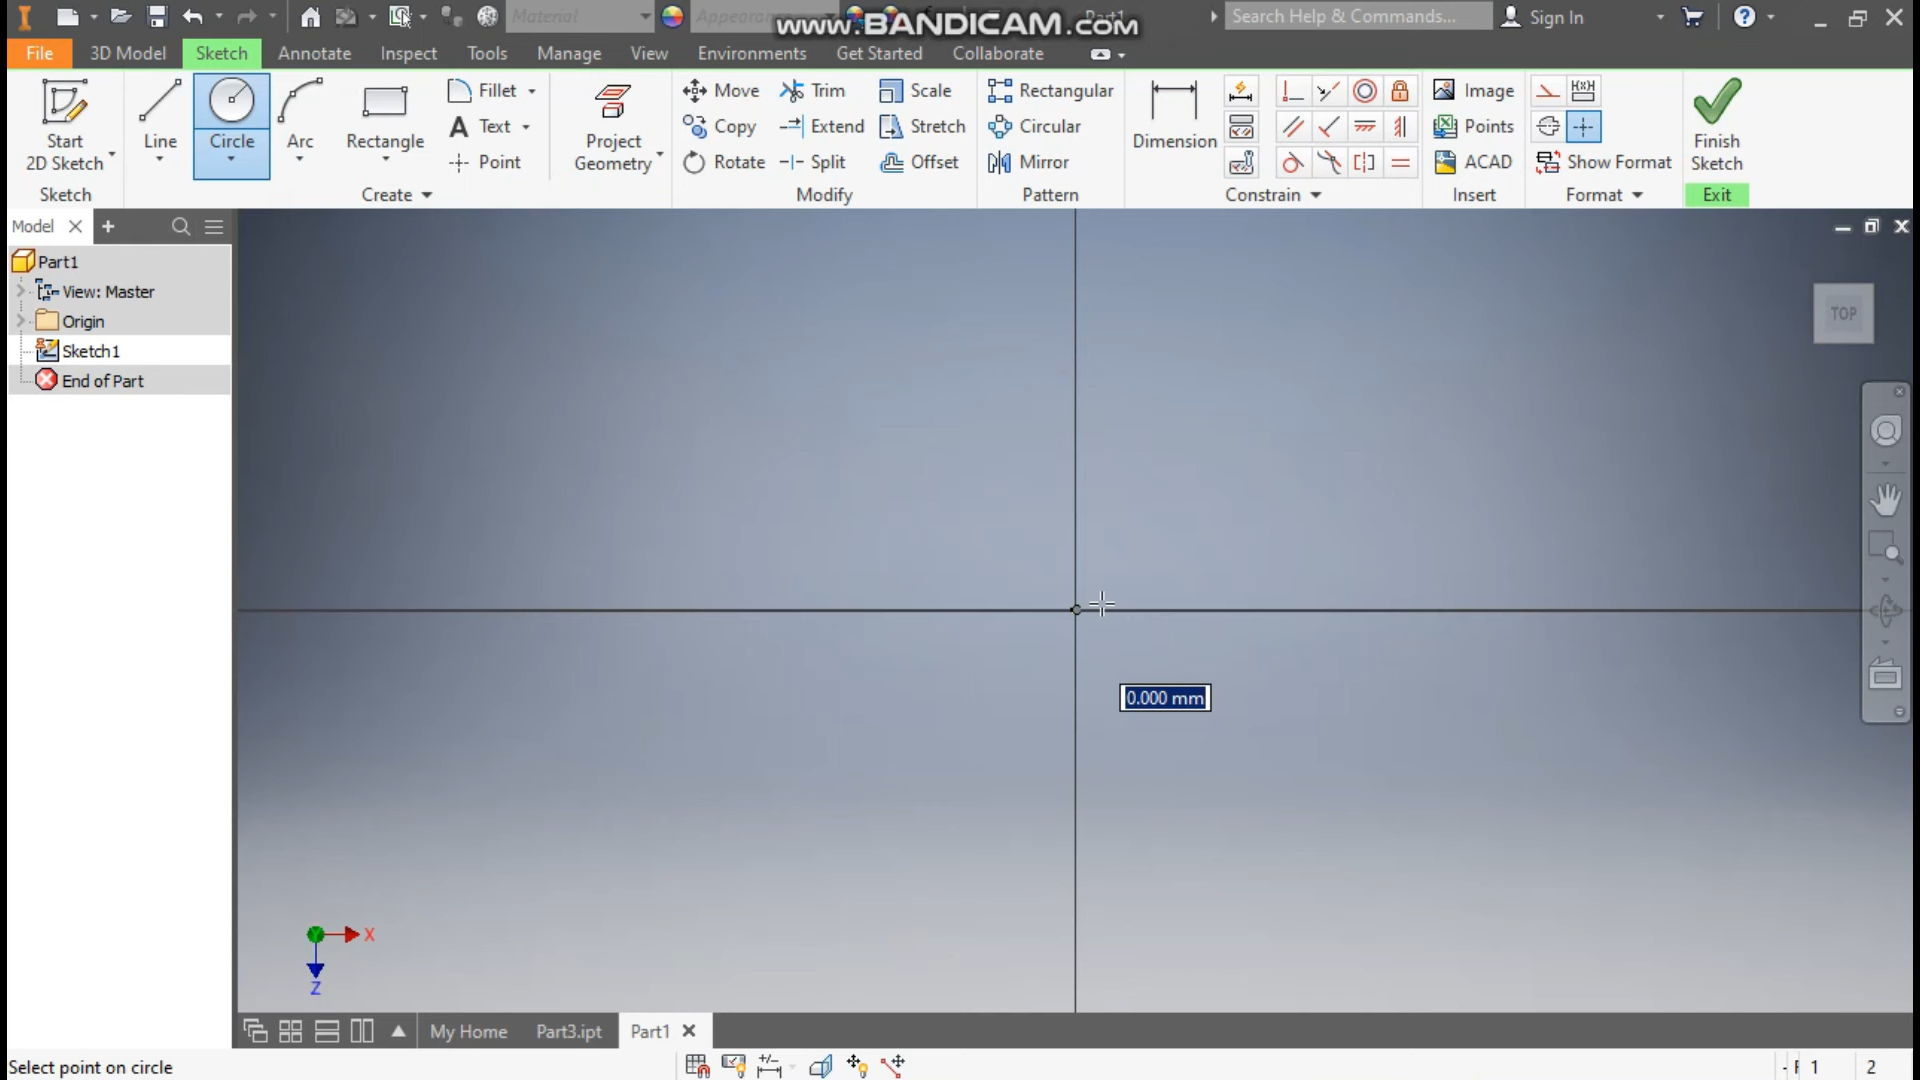 Material
Appearan
www.BANDICAM.com
Part1
Search Help & Commands...
Sign In
File
3D Model
Sketch
Annotate
Inspect
Tools
Manage
View
Environments
Get Started
Collaborate
Start
2D Sketch
Line
Circle
Arc
Rectangle
Fillet
Text
Point
Project
Geometry
Move
Copy
Rotate
Trim
Extend
Split
Scale
Stretch
Offset
Rectangular
Circular
Mirror
Dimension
Image
Points
ACAD
Show Format
Finish
Sketch
Sketch
Create
Modify
Pattern
Constrain
Insert
Format
Exit
Model
Part1
View: Master
Origin
Sketch1
End of Part
TOP
0.000 mm
X
Z
My Home
Part3.ipt
Part1
Select point on circle
1
2